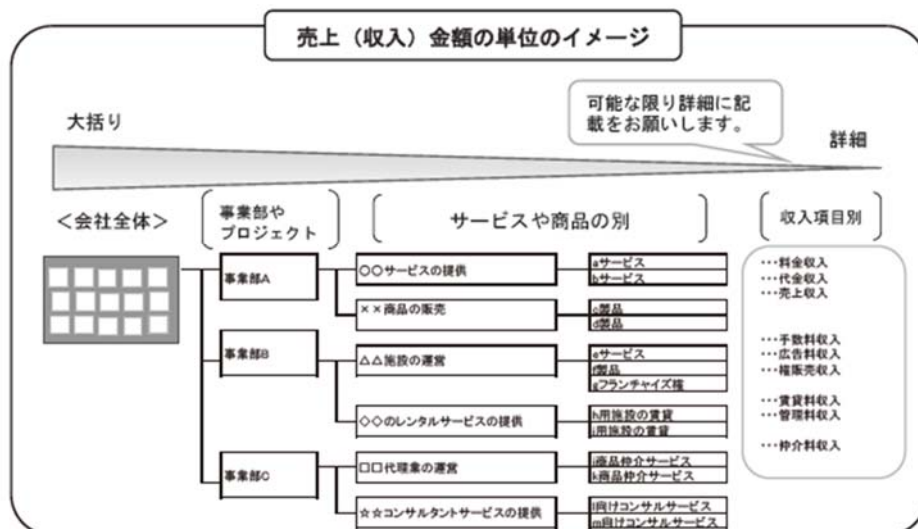 売上（収入）金額の単位のイメージ
可能な限り詳細に記
載をお願いします。
大括り
詳細
＜会社全体＞
事業部や
プロジェクト
サービスや商品の別
収入項目別
事業部A
○○サービスの提供
aサービス
bサービス
××商品の販売
c製品
d製品
事業部B
△△施設の運営
eサービス
f製品
gフランチャイズ権
◇◇のレンタルサービスの提供
h用施設の賃貸
i用施設の賃貸
事業部C
□□代理業の運営
j商品仲介サービス
k商品仲介サービス
☆☆コンサルタントサービスの提供
l向けコンサルサービス
m向けコンサルサービス
･･･料金収入
･･･代金収入
･･･売上収入
･･･手数料収入
･･･広告料収入
･･･権販売収入
･･･賃貸料収入
･･･管理料収入
･･･仲介料収入